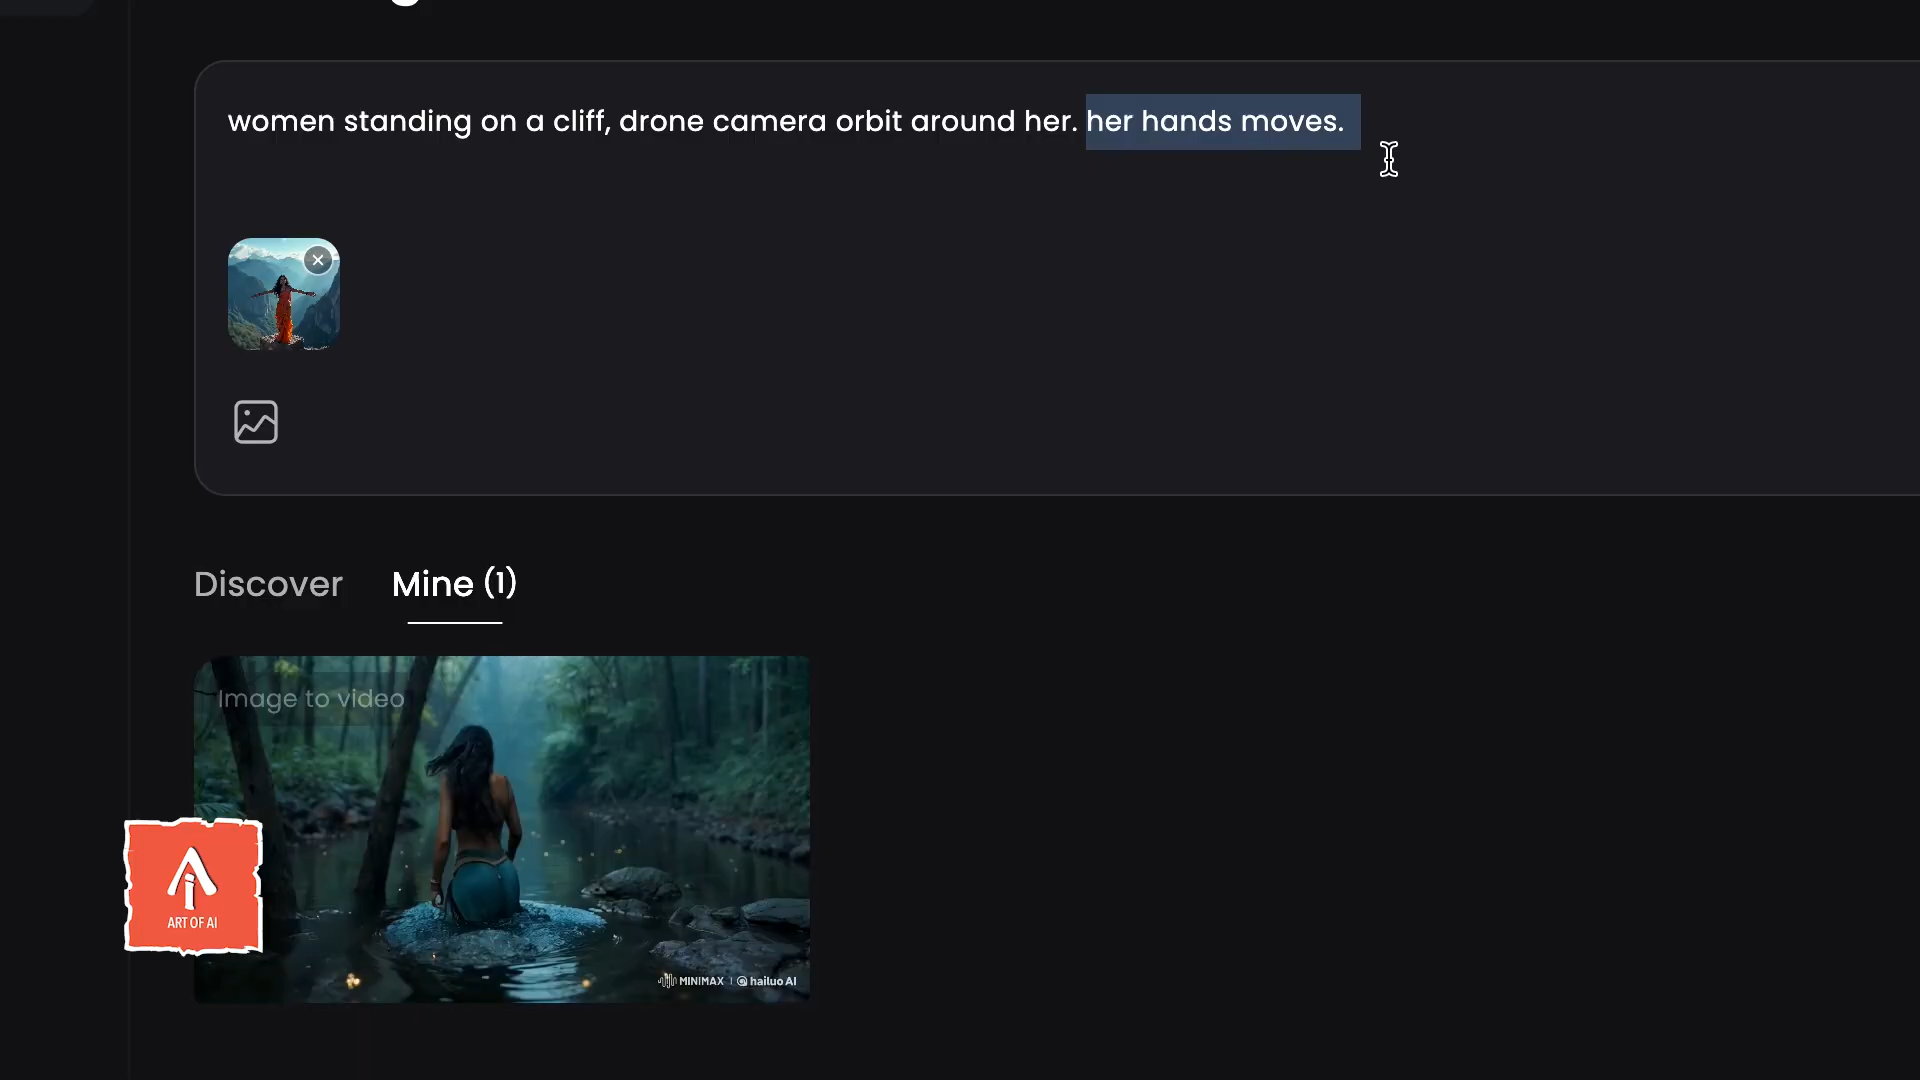 women standing on a cliff, drone camera orbit around her. her hands moves.
Discover
Mine (1)
Image to video
ART OF AI
MINIMAX | hailuo AI